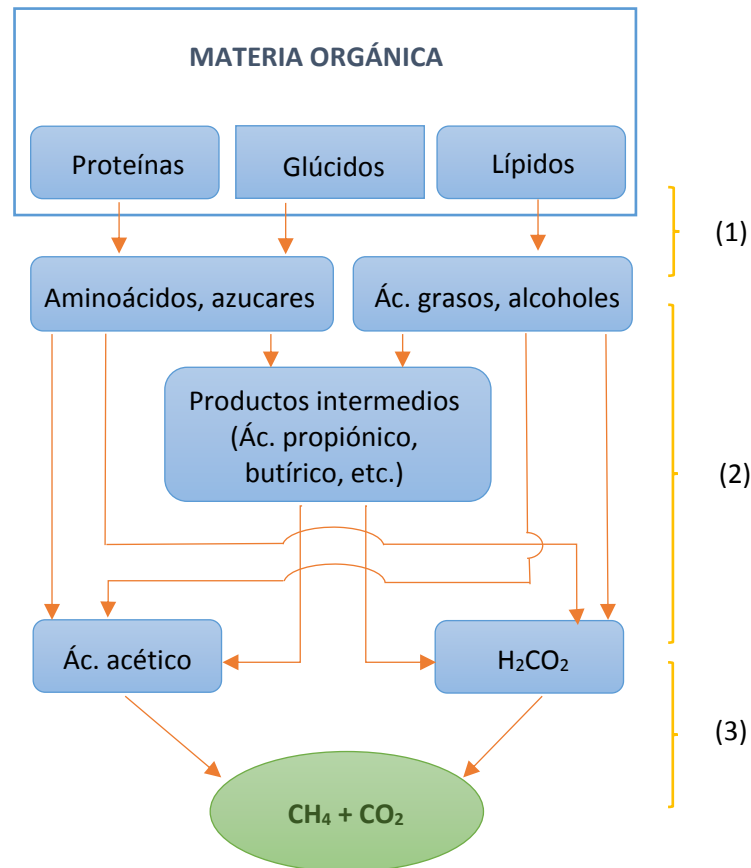 MATERIA ORGÁNICA
Proteínas
Glúcidos
Lípidos
(1)
Aminoácidos, azucares
Ác. grasos, alcoholes
Productos intermedios
(Ác. propiónico,
butírico, etc.)
(2)
Ác. acético
H₂CO₂
(3)
CH₄ + CO₂